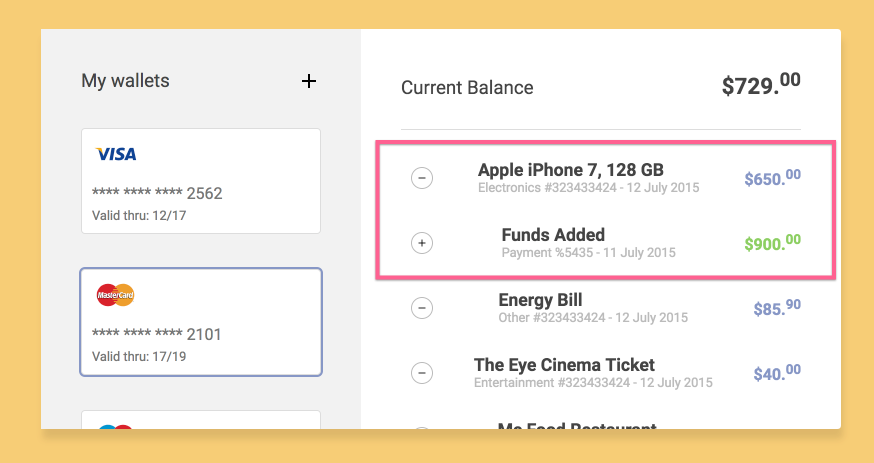 My wallets
+
VISA
**** **** **** 2562
Valid thru: 12/17
MasterCard
**** **** **** 2101
Valid thru: 17/19
Current Balance
$729.00
Apple iPhone 7, 128 GB
$650.00
Electronics #323433424 - 12 July 2015
Funds Added
$900.00
Payment %5435 - 11 July 2015
Energy Bill
$85.90
Other #323433424 - 12 July 2015
The Eye Cinema Ticket
$40.00
Entertainment #323433424 - 12 July 2015